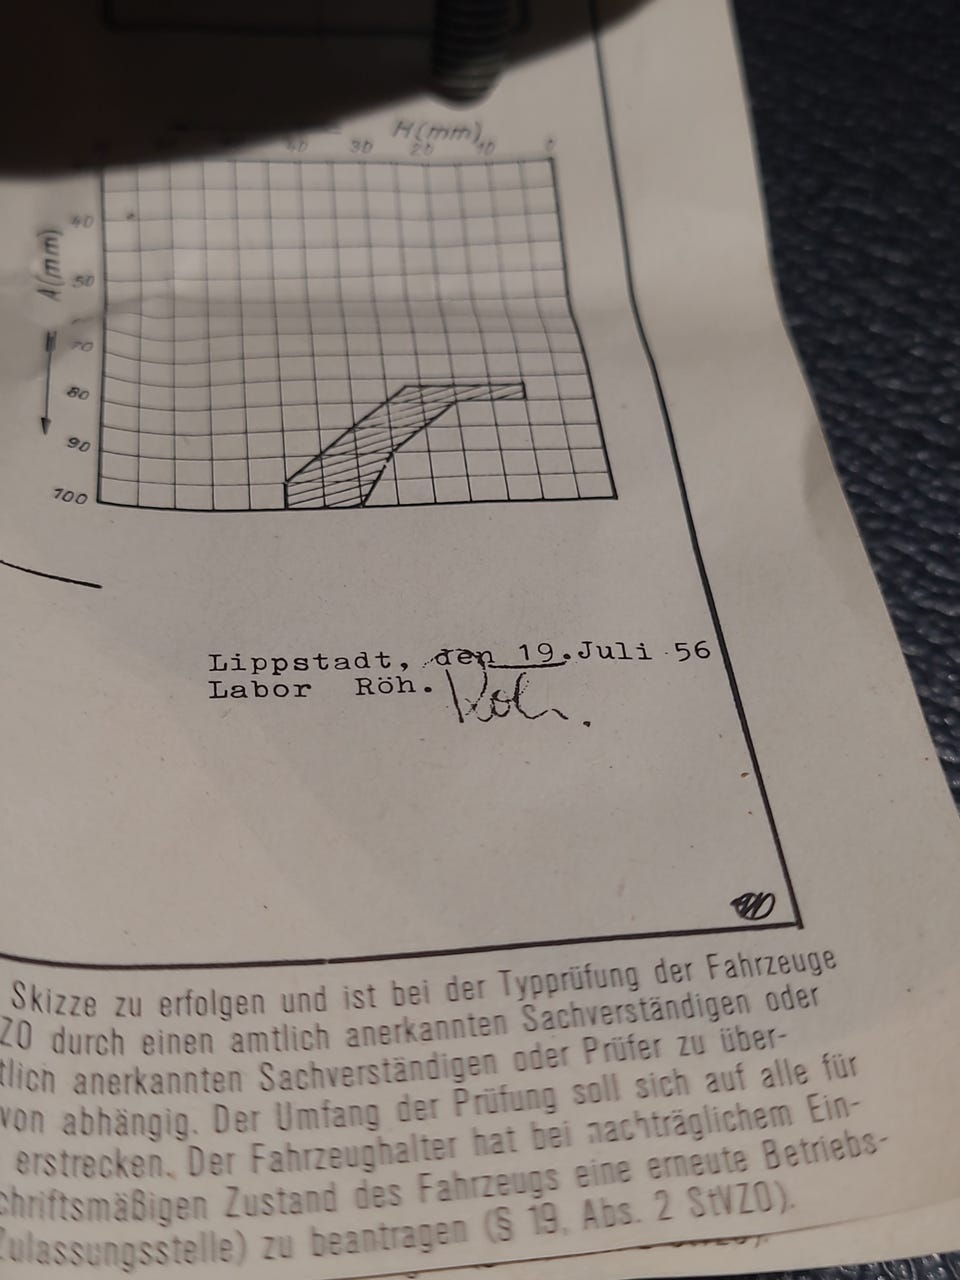 H(mm)
40 30 20 10 0
A(mm)
40
50
70
80
90
100
Lippstadt, den 19.Juli 56
Labor Röh.
Skizze zu erfolgen und ist bei der Typprüfung der Fahrzeuge
ZO durch einen amtlich anerkannten Sachverständigen oder
tlich anerkannten Sachverständigen oder Prüfer zu über-
von abhängig. Der Umfang der Prüfung soll sich auf alle für
erstrecken. Der Fahrzeughalter hat bei nachträglichem Ein-
chriftsmäßigen Zustand des Fahrzeugs eine erneute Betriebs-
Zulassungsstelle) zu beantragen (§ 19, Abs. 2 StVZO).